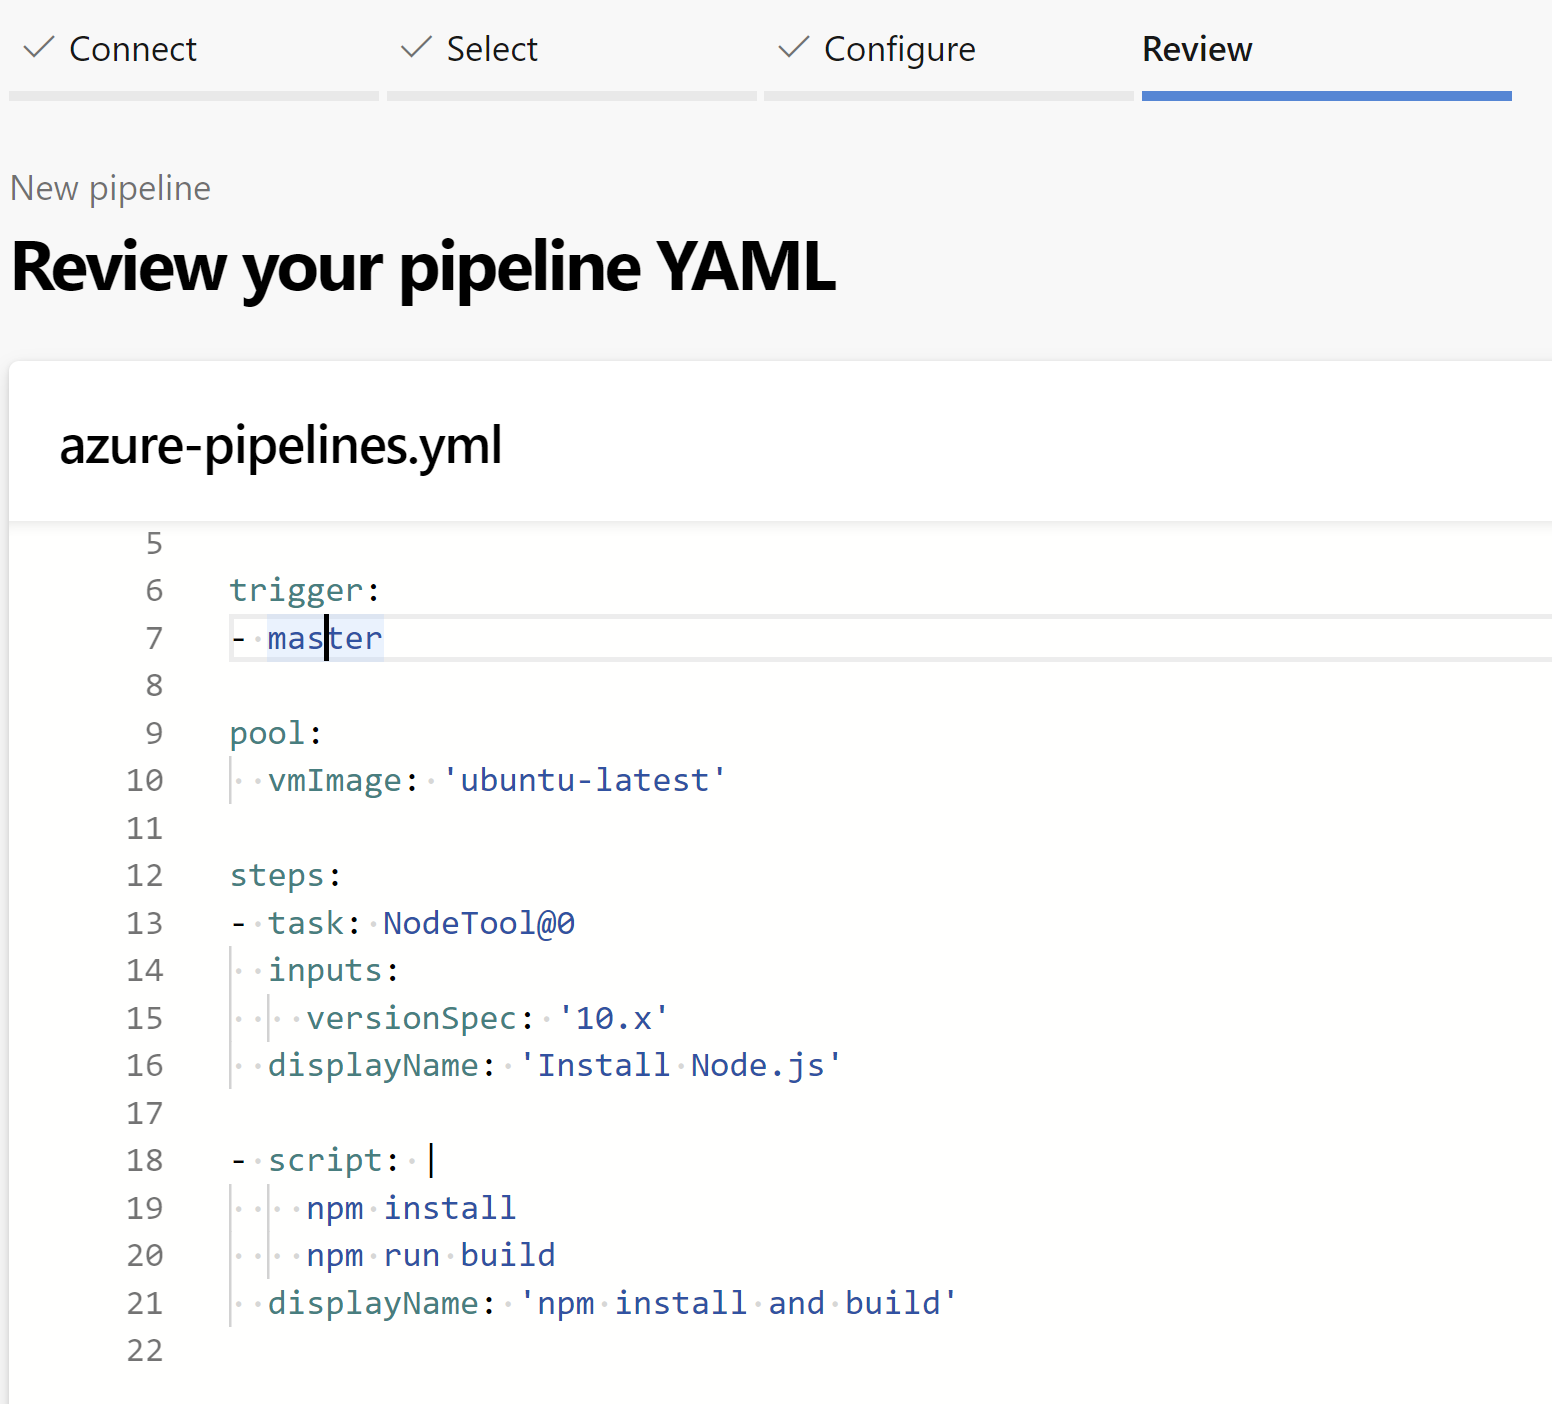 Connect Select Configure Review
New pipeline
Review your pipeline YAML
azure-pipelines.yml
5
6 trigger:
7 - master
8
9 pool:
10   vmImage: 'ubuntu-latest'
11
12 steps:
13 - task: NodeTool@0
14   inputs:
15     versionSpec: '10.x'
16   displayName: 'Install Node.js'
17
18 - script: |
19     npm install
20     npm run build
21   displayName: 'npm install and build'
22